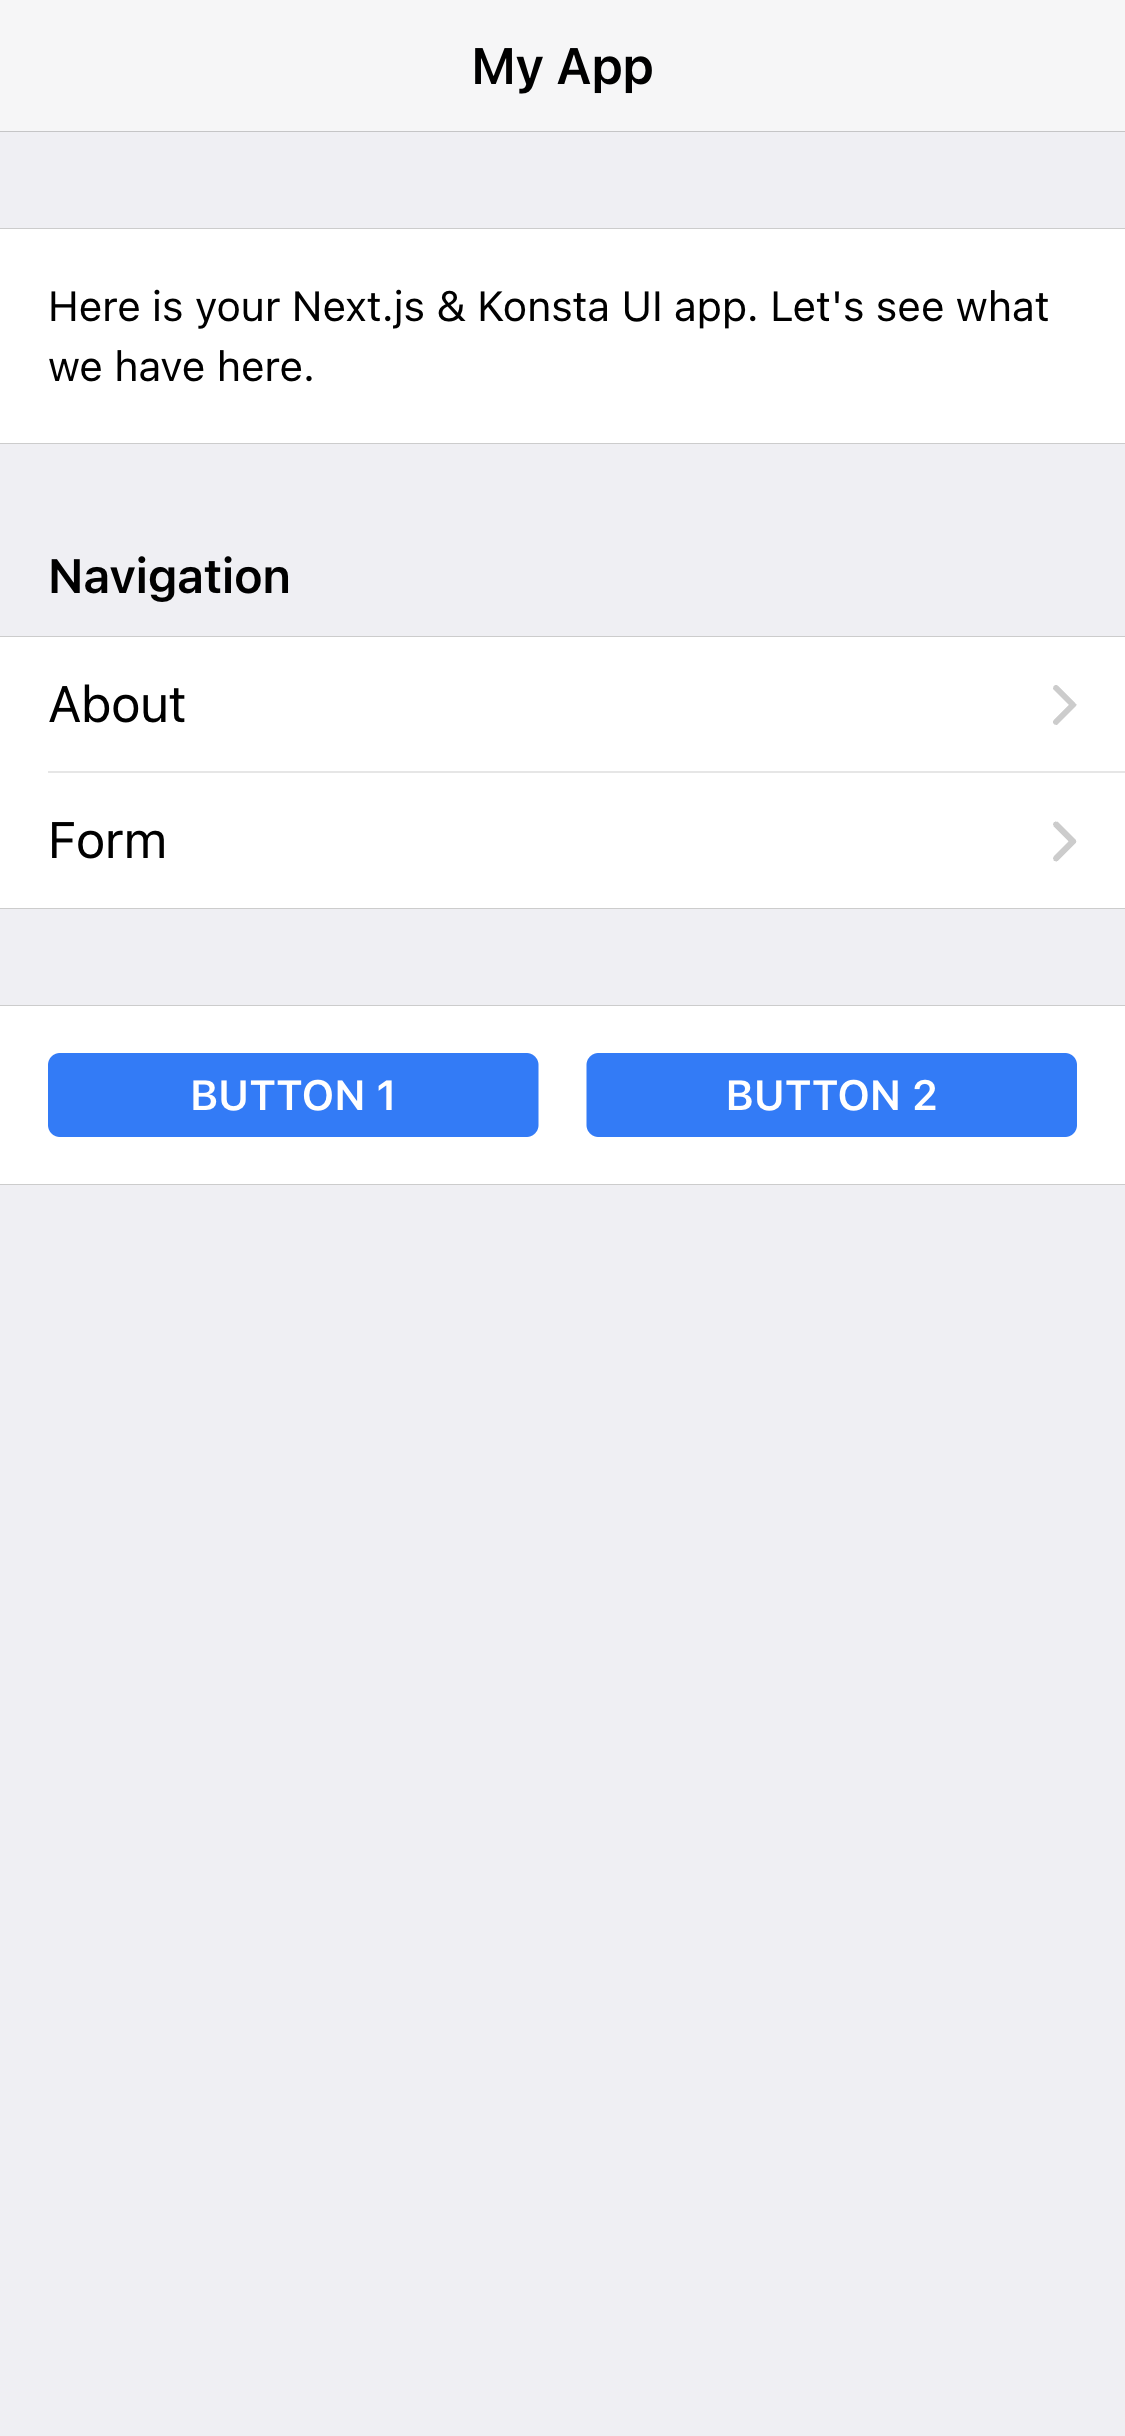 My App
Here is your Next.js & Konsta UI app. Let's see what
we have here.
Navigation
About
Form
BUTTON 1
BUTTON 2